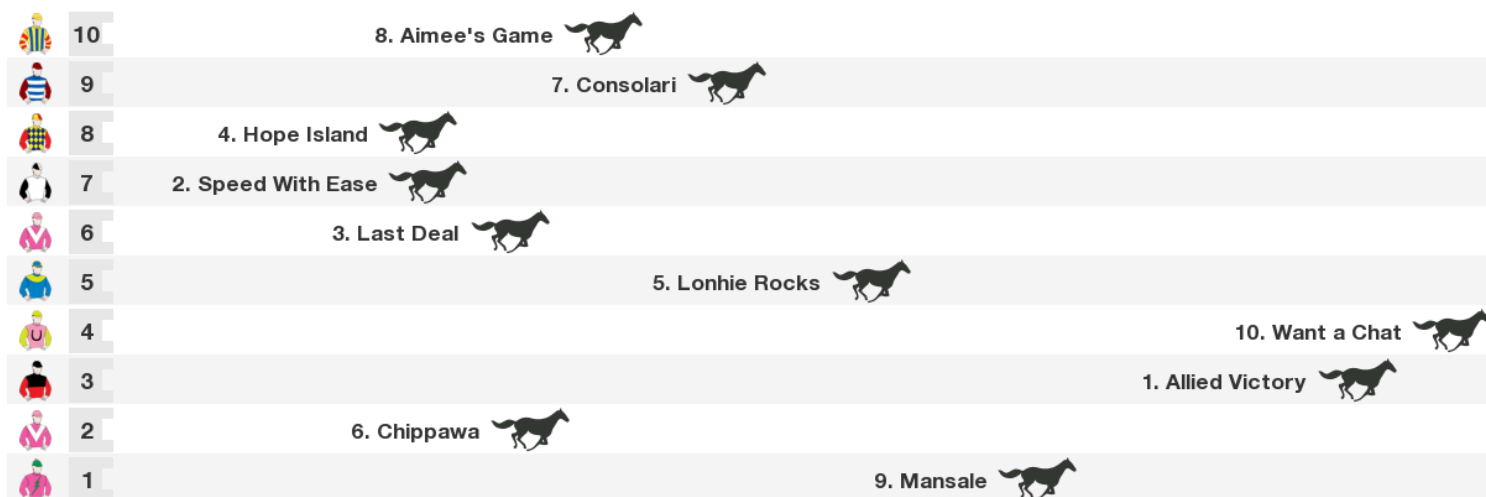 10 8. Aimee's Game
9 7. Consolari
8 4. Hope Island
7 2. Speed With Ease
6 3. Last Deal
5 5. Lonhie Rocks
4 10. Want a Chat
3 1. Allied Victory
2 6. Chippawa
1 9. Mansale